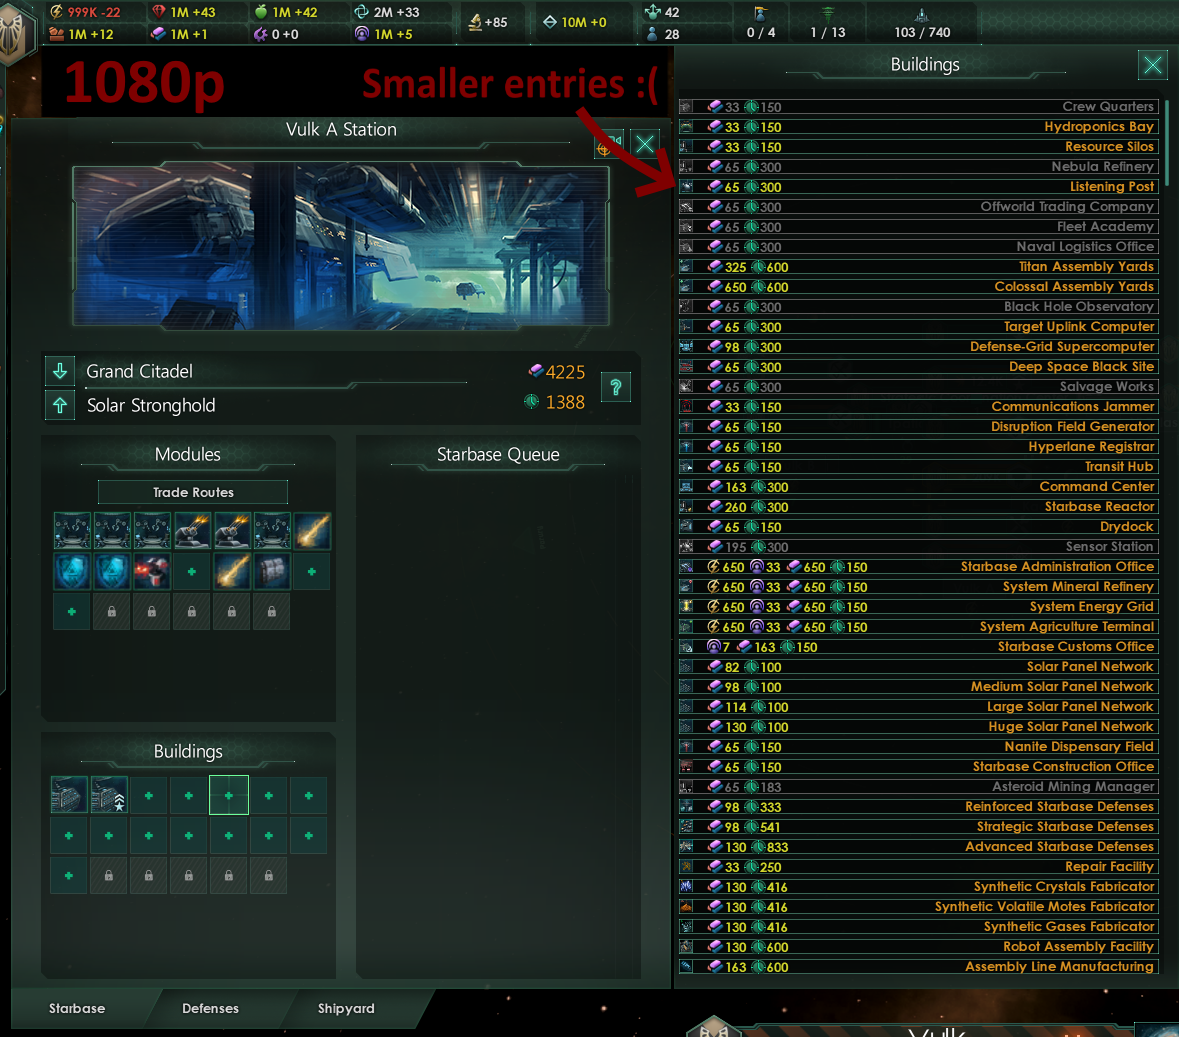 999K -22 1M +43 1M +42 2M +33 +85 10M +0 42
1M +12 1M +1 0 +0 1M +5 28 0 / 4 1 / 13 103 / 740
1080p
Smaller entries :(
Buildings
Vulk A Station
33 150 Crew Quarters
33 150 Hydroponics Bay
33 150 Resource Silos
65 300 Nebula Refinery
65 300 Listening Post
65 300 Offworld Trading Company
65 300 Fleet Academy
65 300 Naval Logistics Office
325 600 Titan Assembly Yards
650 600 Colossal Assembly Yards
65 300 Black Hole Observatory
65 300 Target Uplink Computer
98 300 Defense-Grid Supercomputer
65 300 Deep Space Black Site
65 300 Salvage Works
33 150 Communications Jammer
65 150 Disruption Field Generator
65 150 Hyperlane Registrar
65 150 Transit Hub
163 300 Command Center
260 300 Starbase Reactor
65 150 Drydock
195 300 Sensor Station
650 33 650 150 Starbase Administration Office
650 33 650 150 System Mineral Refinery
650 33 650 150 System Energy Grid
650 33 650 150 System Agriculture Terminal
7 163 150 Starbase Customs Office
82 100 Solar Panel Network
98 100 Medium Solar Panel Network
114 100 Large Solar Panel Network
130 100 Huge Solar Panel Network
65 150 Nanite Dispensary Field
65 150 Starbase Construction Office
65 183 Asteroid Mining Manager
98 333 Reinforced Starbase Defenses
98 541 Strategic Starbase Defenses
130 833 Advanced Starbase Defenses
33 250 Repair Facility
130 416 Synthetic Crystals Fabricator
130 416 Synthetic Volatile Motes Fabricator
130 416 Synthetic Gases Fabricator
130 600 Robot Assembly Facility
163 600 Assembly Line Manufacturing
Grand Citadel 4225
?
Solar Stronghold 1388
Modules
Trade Routes
Starbase Queue
Buildings
Starbase Defenses Shipyard
Vulk